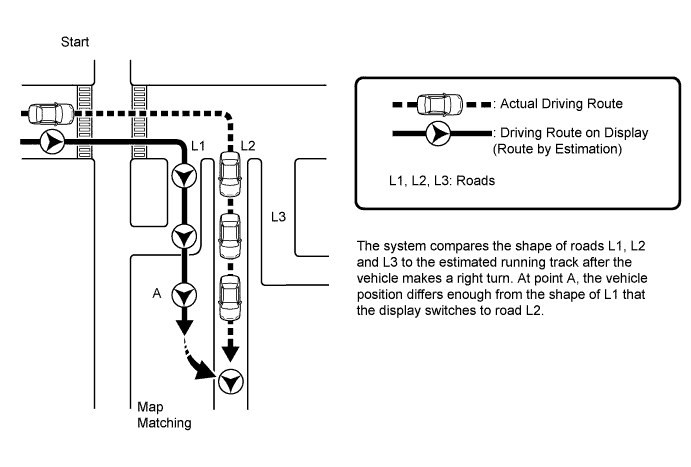 Start
L1
L2
L3
A
Map
Matching
: Actual Driving Route
: Driving Route on Display
(Route by Estimation)
L1, L2, L3: Roads
The system compares the shape of roads L1, L2
and L3 to the estimated running track after the
vehicle makes a right turn. At point A, the vehicle
position differs enough from the shape of L1 that
the display switches to road L2.